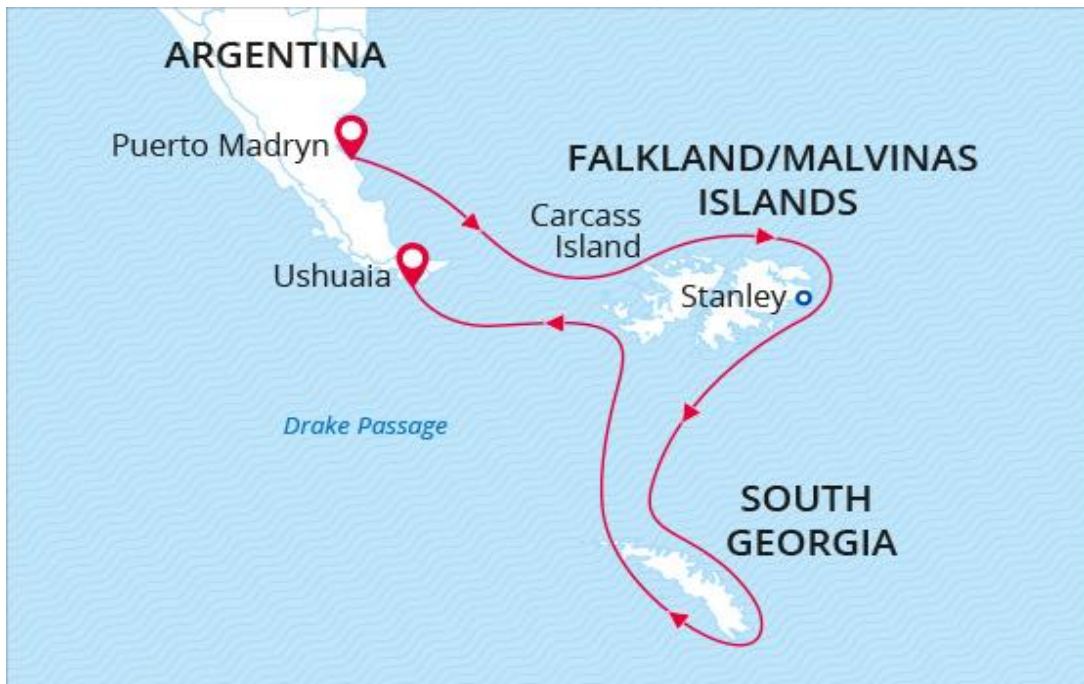 ARGENTINA
Puerto Madryn
FALKLAND/MALVINAS
ISLANDS
Carcass
Island
Ushuaia
Stanley
Drake Passage
SOUTH
GEORGIA